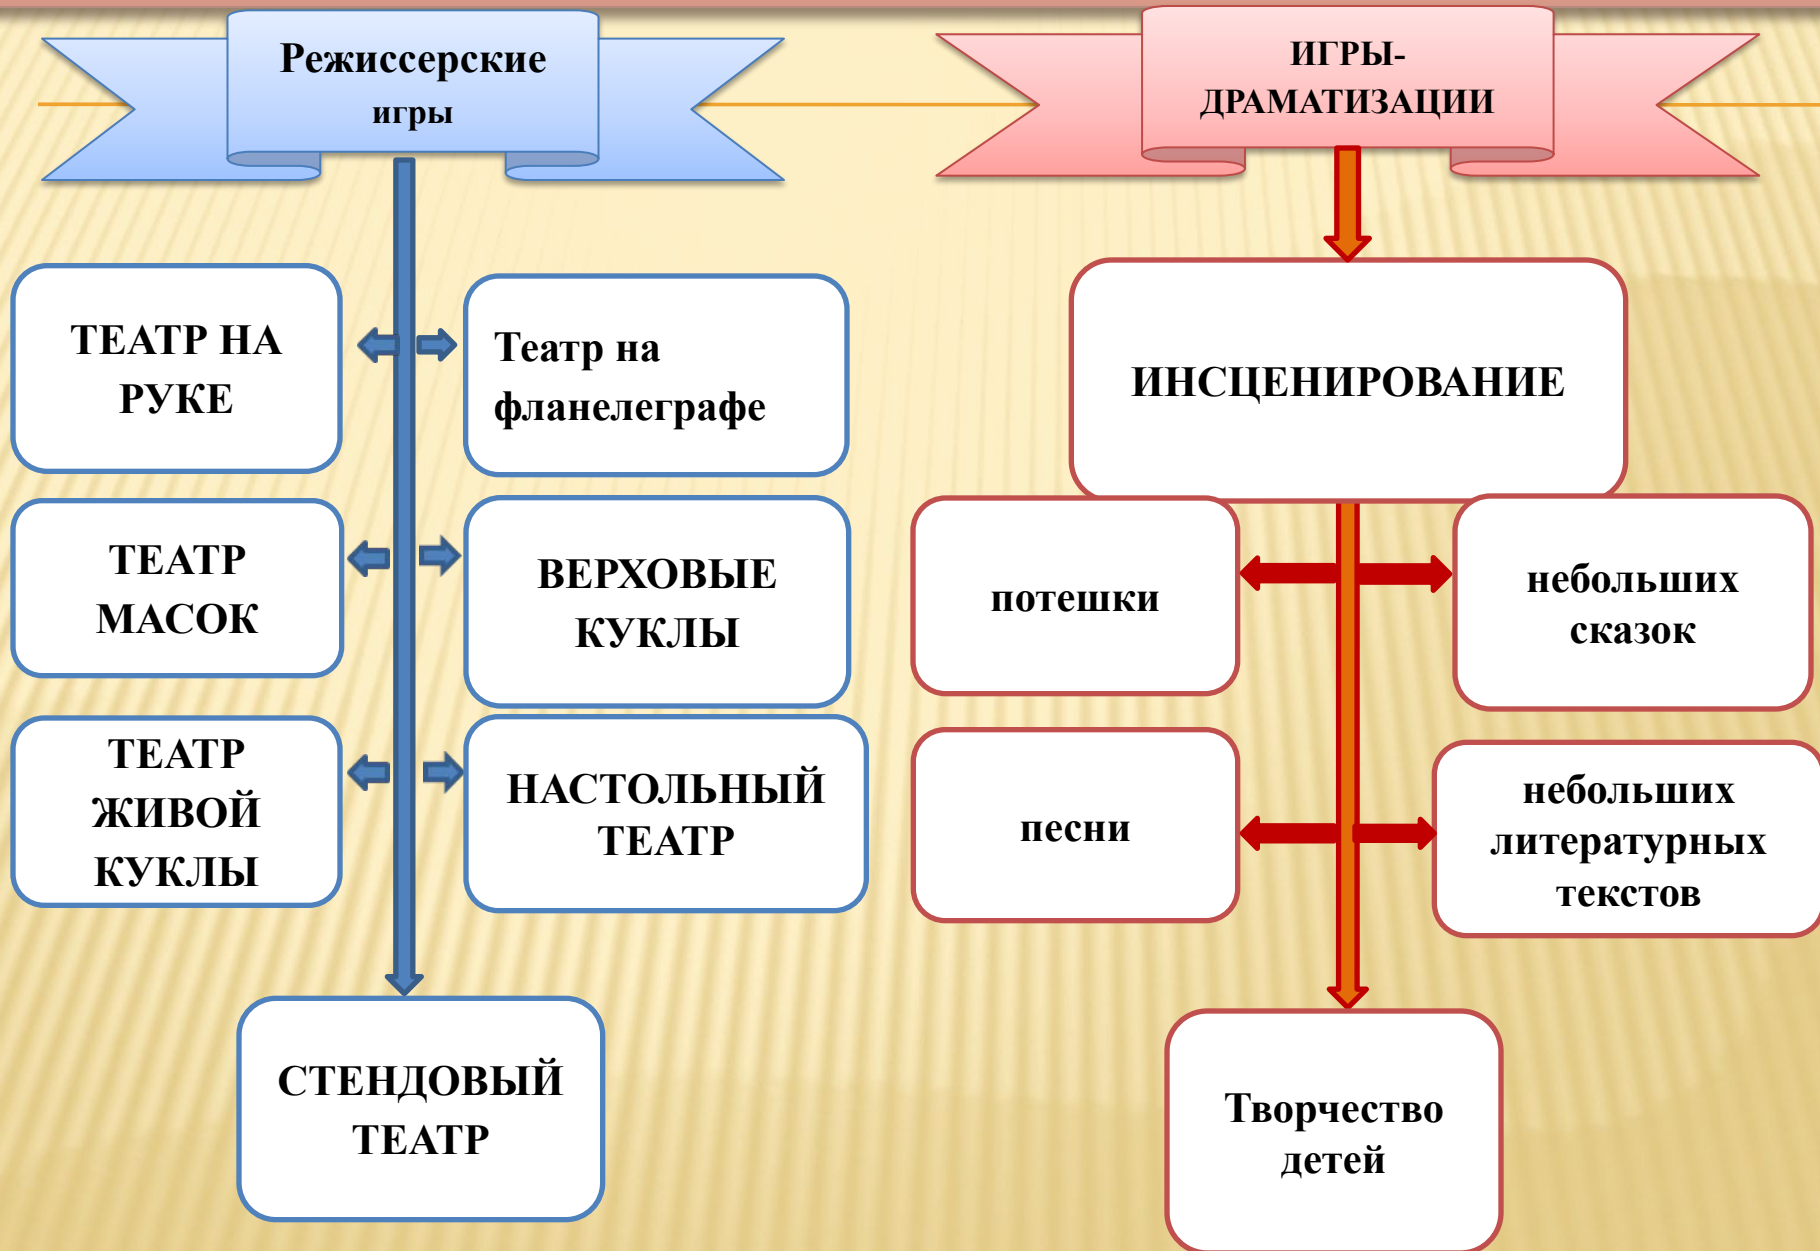 Режиссерские
игры
ТЕАТР НА
РУКЕ
Театр на
фланелеграфе
ТЕАТР
МАСОК
ВЕРХОВЫЕ
КУКЛЫ
ТЕАТР
ЖИВОЙ
КУКЛЫ
НАСТОЛЬНЫЙ
ТЕАТР
СТЕНДОВЫЙ
ТЕАТР
ИГРЫ-
ДРАМАТИЗАЦИИ
ИНСЦЕНИРОВАНИЕ
потешки
небольших
сказок
песни
небольших
литературных
текстов
Творчество
детей